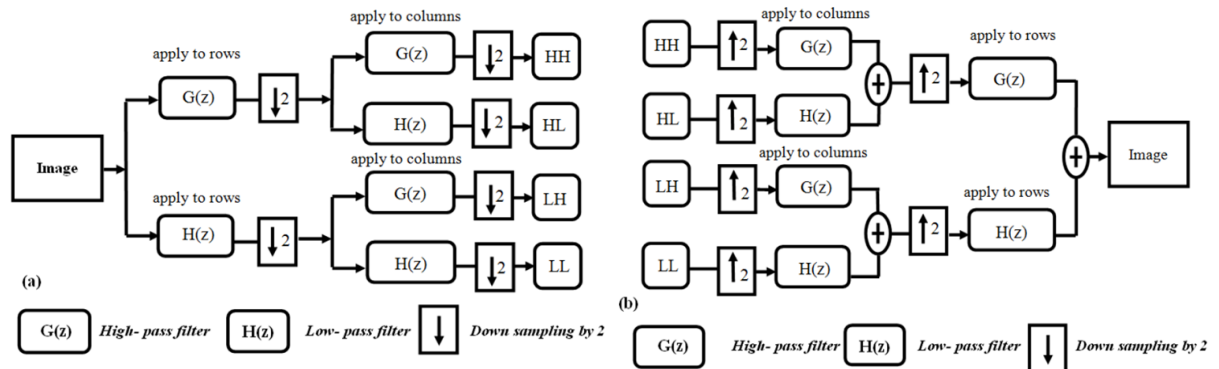 apply to columns
G(z)
2
HH
apply to rows
G(z)
2
H(z)
2
HL
Image
apply to columns
G(z)
2
LH
apply to rows
H(z)
2
H(z)
2
LL
(a)
G(z) High- pass filter H(z) Low- pass filter Down sampling by 2
apply to columns
HH
2
G(z)
apply to rows
+
2
G(z)
HL
2
H(z)
apply to columns
+
Image
LH
2
G(z)
apply to rows
+
2
H(z)
LL
2
H(z)
(b)
G(z) High- pass filter H(z) Low- pass filter Down sampling by 2